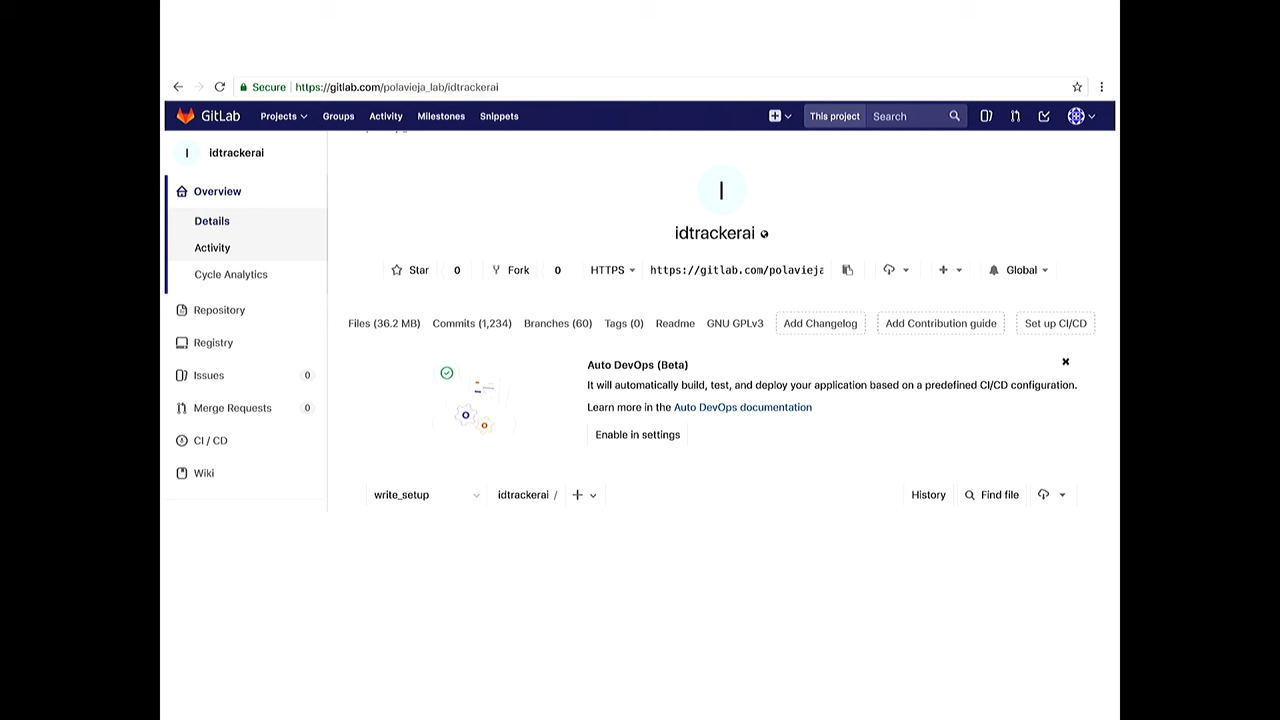 Secure https://gitlab.com/polavieja_lab/idtrackerai
GitLab Projects Groups Activity Milestones Snippets This project Search
I idtrackerai
Overview
Details
Activity
Cycle Analytics
Repository
Registry
Issues 0
Merge Requests 0
CI / CD
Wiki
I
idtrackerai
Star 0 Fork 0 HTTPS https://gitlab.com/polavieja Global
Files (36.2 MB) Commits (1,234) Branches (60) Tags (0) Readme GNU GPLv3 Add Changelog Add Contribution guide Set up CI/CD
Auto DevOps (Beta)
It will automatically build, test, and deploy your application based on a predefined CI/CD configuration.
Learn more in the Auto DevOps documentation
Enable in settings
write_setup idtrackerai / History Find file